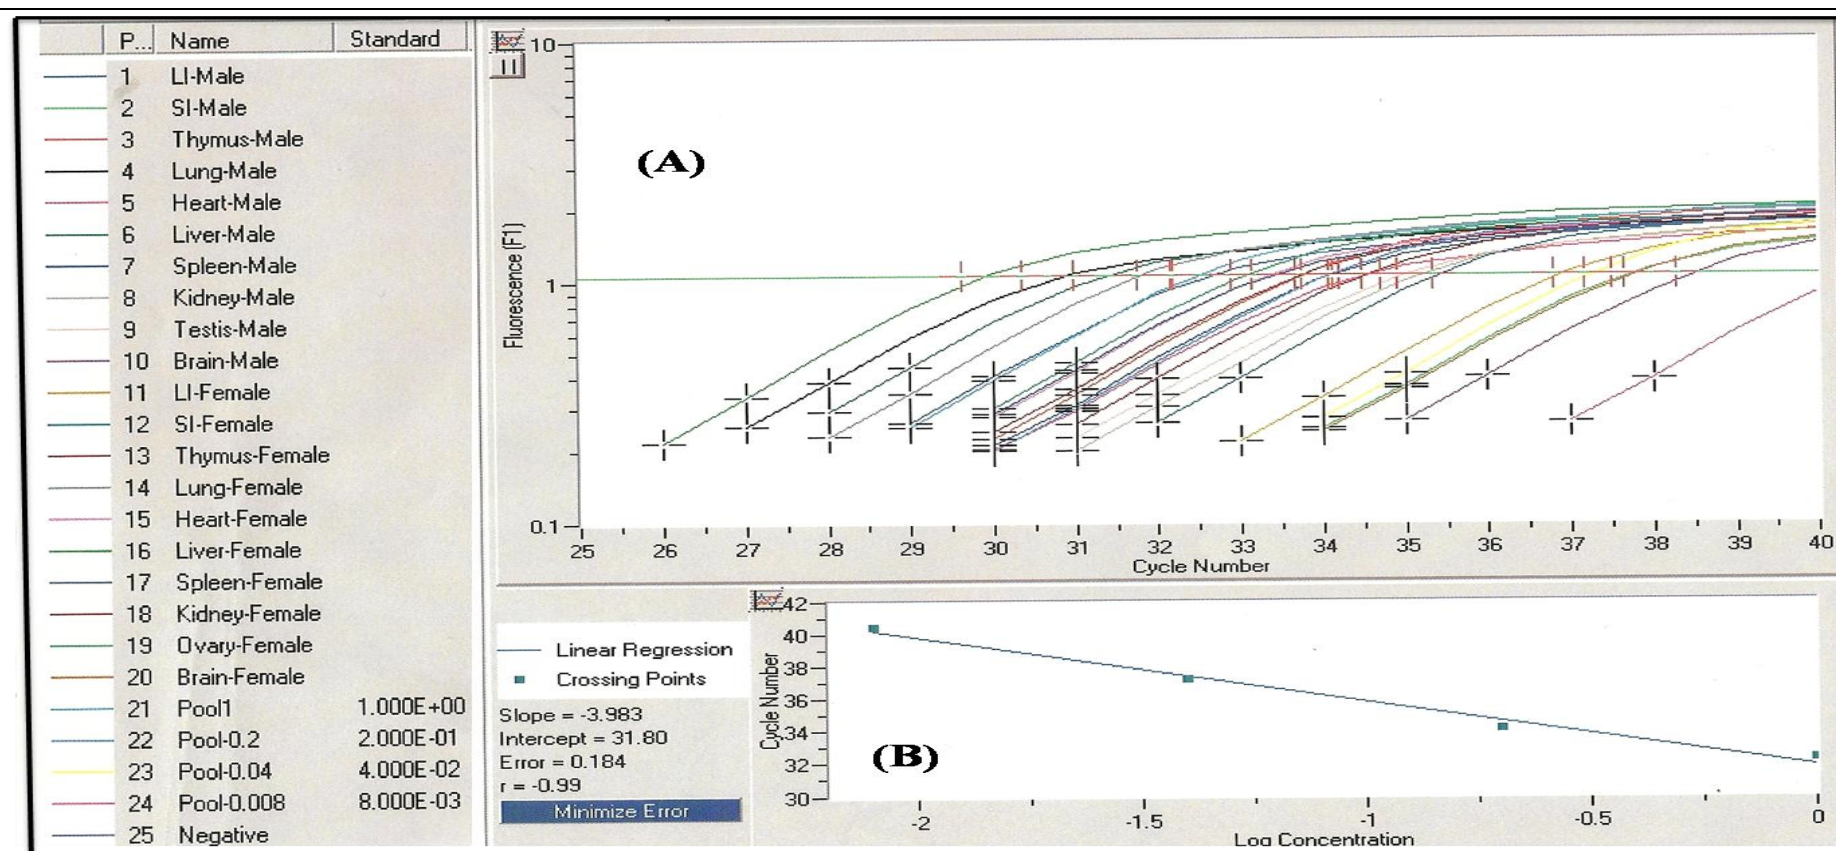 P... Name Standard
1 LI-Male
2 SI-Male
3 Thymus-Male
4 Lung-Male
5 Heart-Male
6 Liver-Male
7 Spleen-Male
8 Kidney-Male
9 Testis-Male
10 Brain-Male
11 LI-Female
12 SI-Female
13 Thymus-Female
14 Lung-Female
15 Heart-Female
16 Liver-Female
17 Spleen-Female
18 Kidney-Female
19 Ovary-Female
20 Brain-Female
21 Pool1 1.000E+00
22 Pool-0.2 2.000E-01
23 Pool-0.04 4.000E-02
24 Pool-0.008 8.000E-03
25 Negative
(A)
Fluorescence (F1)
10
1
0.1
25 26 27 28 29 30 31 32 33 34 35 36 37 38 39 40
Cycle Number
Linear Regression
Crossing Points
Slope = -3.983
Intercept = 31.80
Error = 0.184
r = -0.99
Minimize Error
(B)
Cycle Number
42
40
38
36
34
32
30
-2 -1.5 -1 -0.5 0
Log Concentration